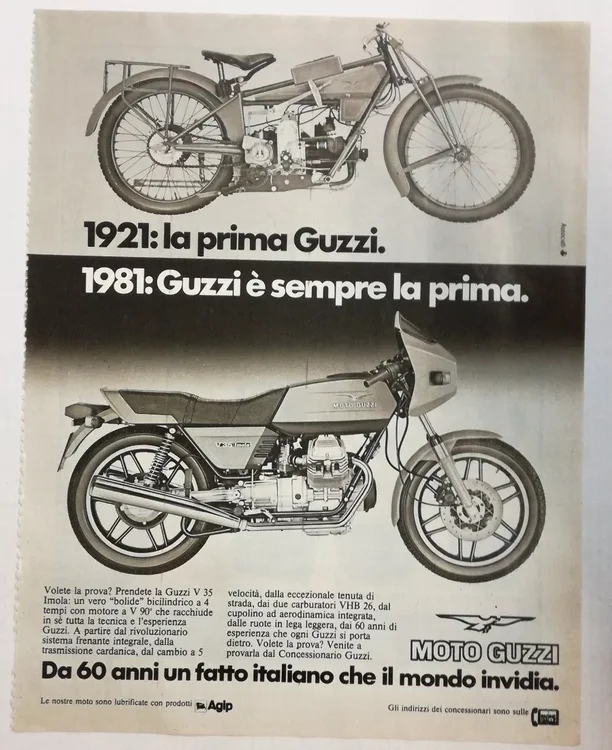 1921: la prima Guzzi.
1981: Guzzi è sempre la prima.
MOTO GUZZI
V 35 Imola
Volete la prova? Prendete la Guzzi V 35
Imola: un vero "bolide" bicilindrico a 4
tempi con motore a V 90° che racchiude
in sè tutta la tecnica e l'esperienza
Guzzi. A partire dal rivoluzionario
sistema frenante integrale, dalla
trasmissione cardanica, dal cambio a 5
velocità, dalla eccezionale tenuta di
strada, dai due carburatori VHB 26, dal
cupolino ad aerodinamica integrata,
dalle ruote in lega leggera, dai 60 anni di
esperienza che ogni Guzzi si porta
dietro. Volete la prova? Venite a
provarla dal Concessionario Guzzi.
MOTO GUZZI
Da 60 anni un fatto italiano che il mondo invidia.
Le nostre moto sono lubrificate con prodotti Agip
Gli indirizzi dei concessionari sono sulle